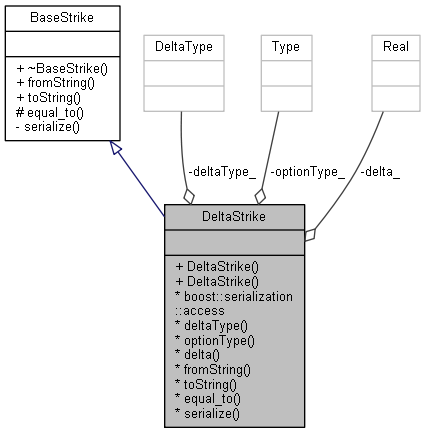 BaseStrike
+ ~BaseStrike()
+ fromString()
+ toString()
# equal_to()
- serialize()
DeltaType
Type
Real
-deltaType_
-optionType_
-delta_
DeltaStrike
+ DeltaStrike()
+ DeltaStrike()
* boost::serialization
::access
* deltaType()
* optionType()
* delta()
* fromString()
* toString()
* equal_to()
* serialize()